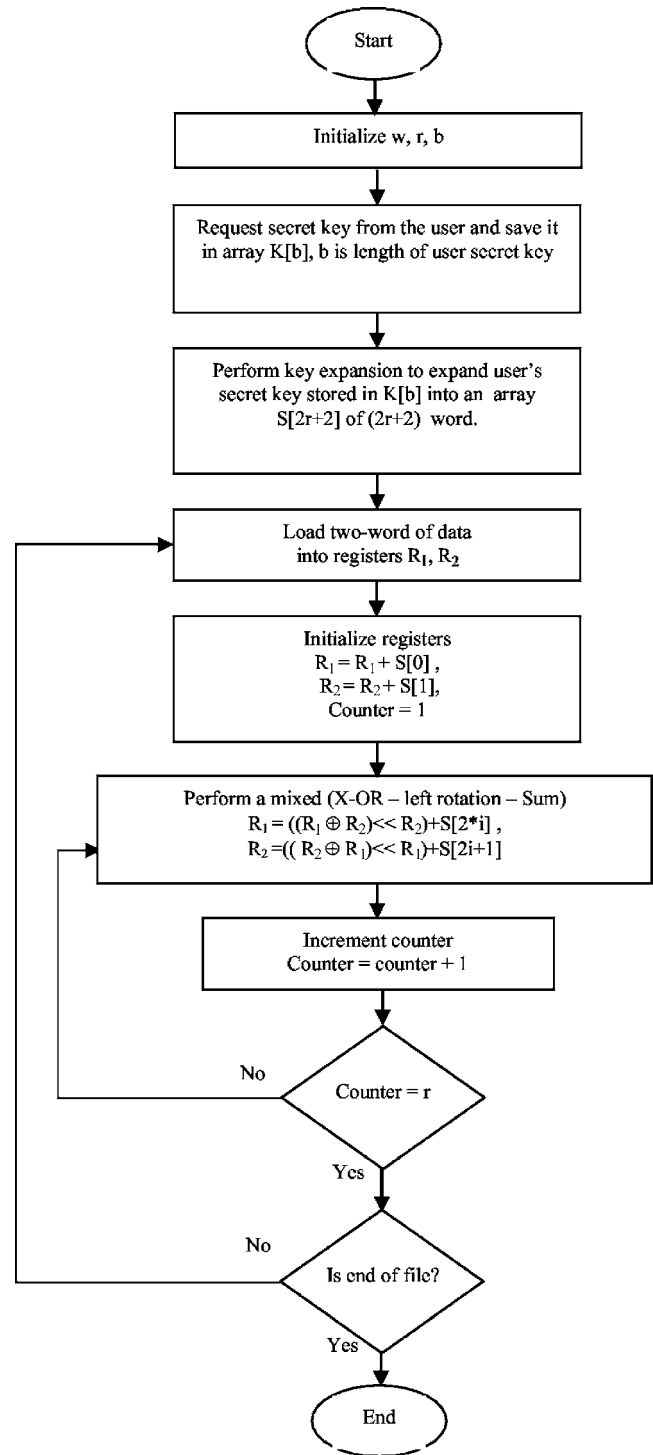 Start
Initialize w, r, b
Request secret key from the user and save it
in array K[b], b is length of user secret key
Perform key expansion to expand user's
secret key stored in K[b] into an array
S[2r+2] of (2r+2) word.
Load two-word of data
into registers R₁, R₂
Initialize registers
R₁ = R₁ + S[0] ,
R₂ = R₂ + S[1],
Counter = 1
Perform a mixed (X-OR – left rotation – Sum)
R₁ = ((R₁ ⊕ R₂)<< R₂)+S[2*i] ,
R₂ =(( R₂ ⊕ R₁)<< R₁)+S[2i+1]
Increment counter
Counter = counter + 1
No
Counter = r
Yes
No
Is end of file?
Yes
End